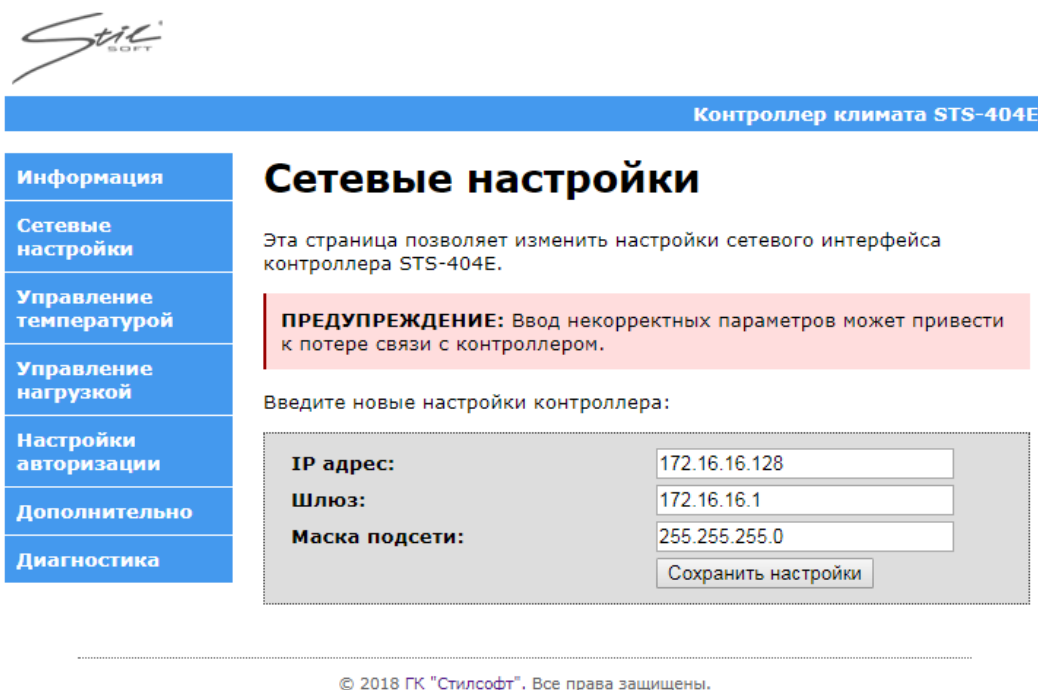 Stil
SOFT
Контроллер климата STS-404E
Информация
Сетевые
настройки
Управление
температурой
Управление
нагрузкой
Настройки
авторизации
Дополнительно
Диагностика
Сетевые настройки
Эта страница позволяет изменить настройки сетевого интерфейса
контроллера STS-404E.
ПРЕДУПРЕЖДЕНИЕ: Ввод некорректных параметров может привести
к потере связи с контроллером.
Введите новые настройки контроллера:
IP адрес: 172.16.16.128
Шлюз: 172.16.16.1
Маска подсети: 255.255.255.0
Сохранить настройки
© 2018 ГК "Стилсофт". Все права защищены.